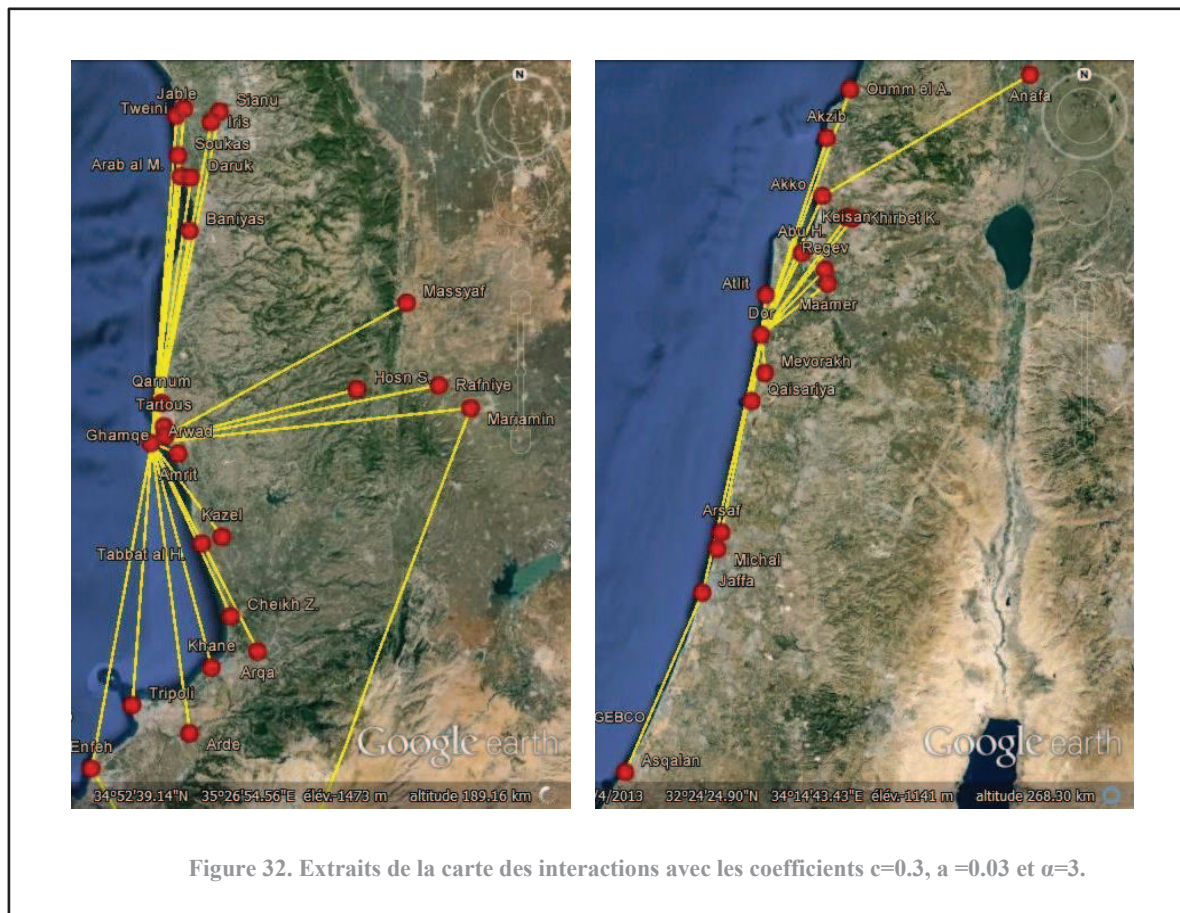 N
Jable
Sianu
Tweini
Iris
Soukas
Arab al M.
Daruk
Baniyas
Massyaf
Qarnum
Hosn S.
Rafniye
Tartous
Mariamin
Ghamqe
Arwad
Amrit
Kazel
Tabbat al H.
Cheikh Z.
Khane
Arqa
Tripoli
Arde
Enfeh
Google earth
34°52'39.14"N 35°26'54.56"E élév.-1473 m altitude 189.16 km
N
Oumm el A.
Anafa
Akzib
Akko
Keisan
Khirbet K.
Abu H.
Regev
Atlit
Maamer
Dor
Mevorakh
Qaisariya
Arsaf
Michal
Jaffa
GEBCO
Asqalan
Google earth
/4/2013 32°24'24.90"N 34°14'43.43"E élév.-1141 m altitude 268.30 km
Figure 32. Extraits de la carte des interactions avec les coefficients c=0.3, a =0.03 et α=3.